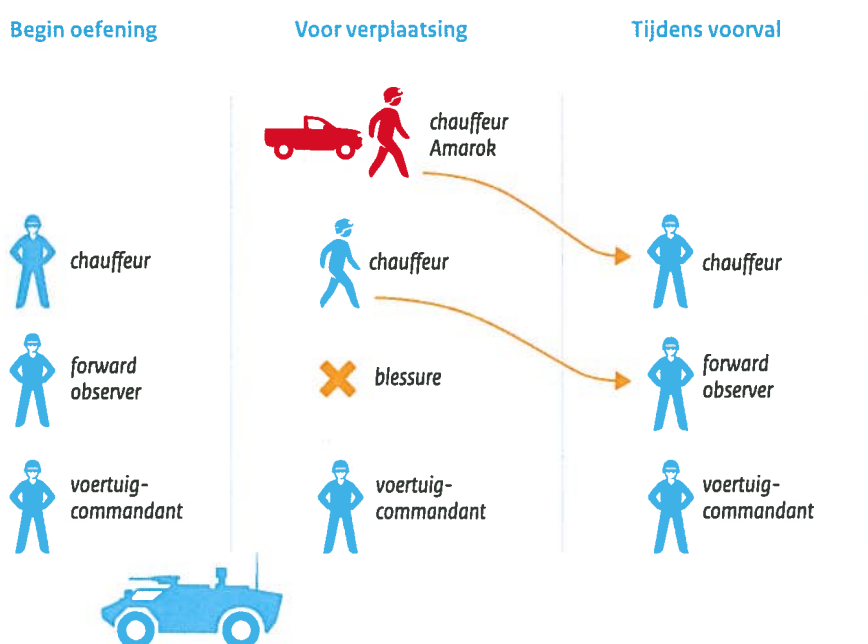 Begin oefening
Voor verplaatsing
Tijdens voorval
chauffeur
Amarok
chauffeur
chauffeur
chauffeur
forward
observer
blessure
forward
observer
voertuig-
commandant
voertuig-
commandant
voertuig-
commandant